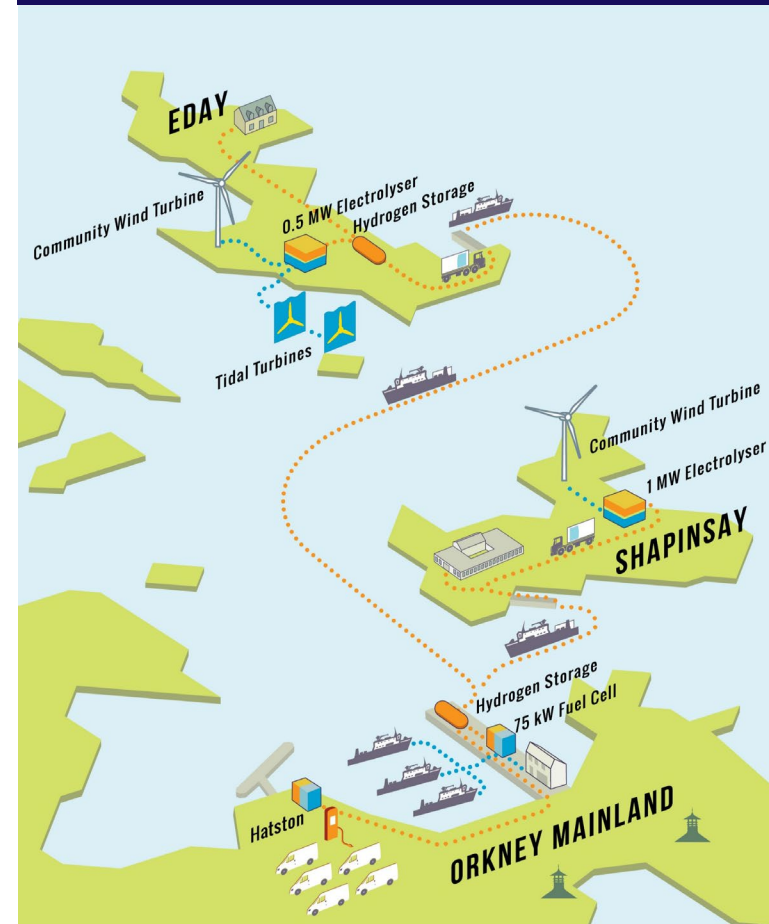 EDAY
Community Wind Turbine
0.5 MW Electrolyser
Hydrogen Storage
Tidal Turbines
Community Wind Turbine
1 MW Electrolyser
SHAPINSAY
Hydrogen Storage
75 kW Fuel Cell
Hatston
ORKNEY MAINLAND